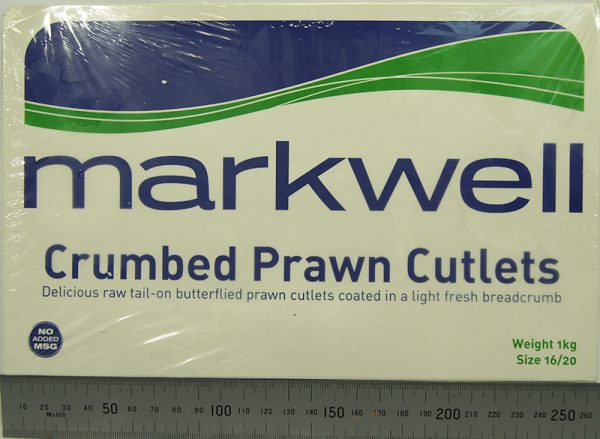 markwell
Crumbed Prawn Cutlets
Delicious raw tail-on butterflied prawn cutlets coated in a light fresh breadcrumb
NO
ADDED
MSG
Weight 1kg
Size 16/20
10 20 30 40 50 60 70 80 90 100 110 120 130 140 150 160 170 180 190 200 210 220 230 240 250 260
No 660